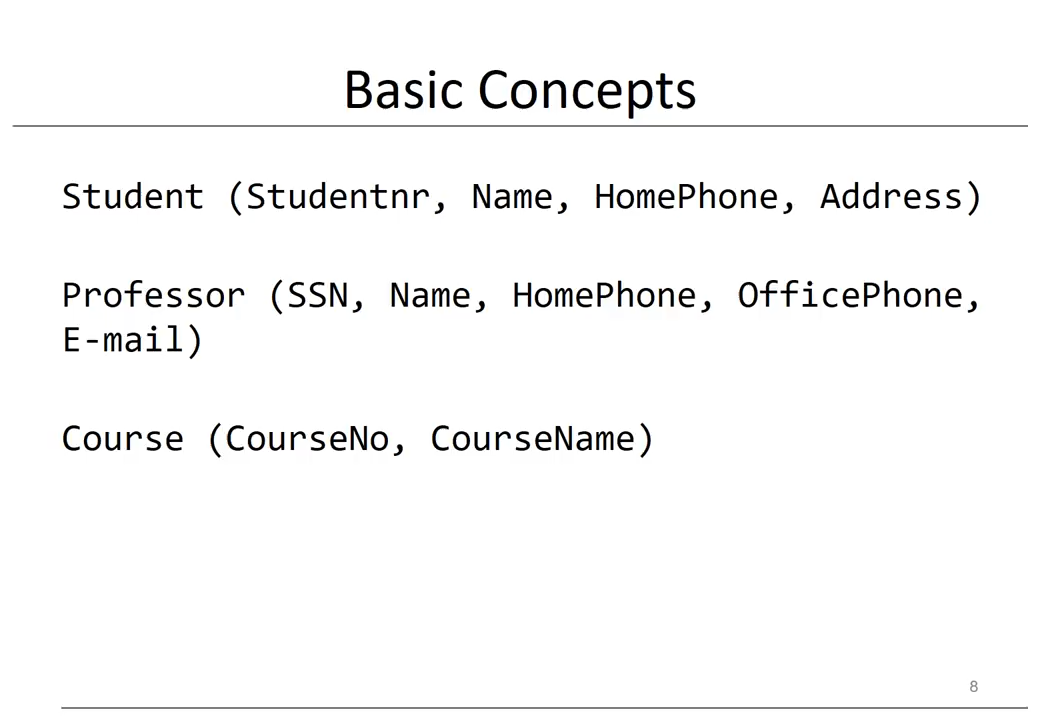 Basic Concepts
Student (Studentnr, Name, HomePhone, Address)
Professor (SSN, Name, HomePhone, OfficePhone,
E-mail)
Course (CourseNo, CourseName)
8